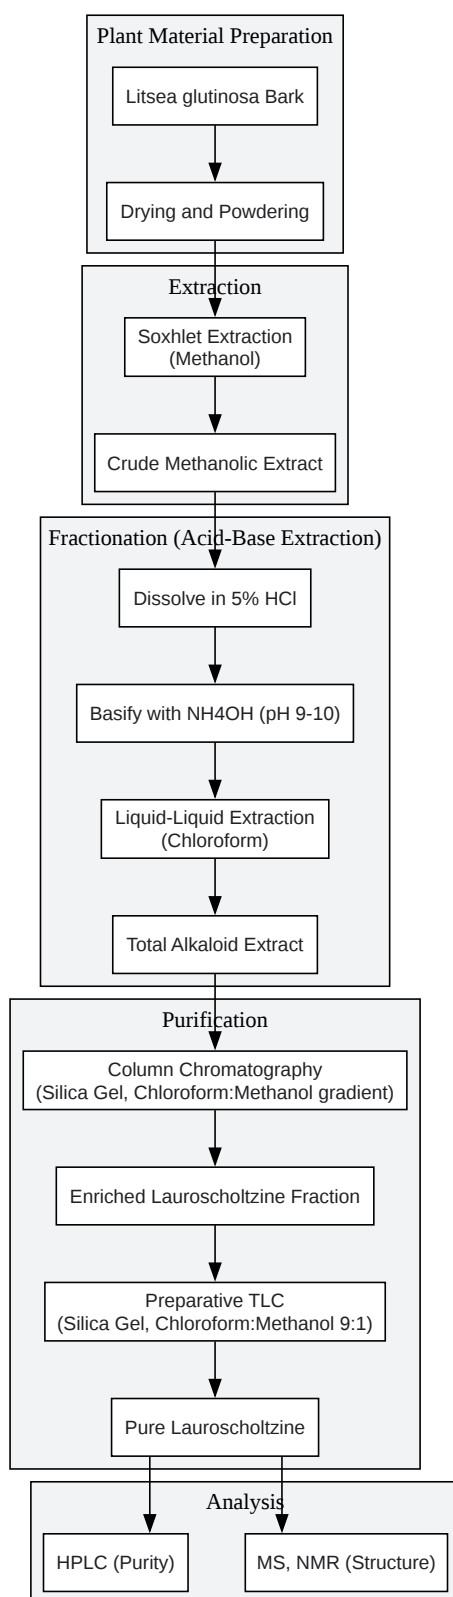 Plant Material Preparation
Litsea glutinosa Bark
Drying and Powdering
Extraction
Soxhlet Extraction
(Methanol)
Crude Methanolic Extract
Fractionation (Acid-Base Extraction)
Dissolve in 5% HCl
Basify with NH4OH (pH 9-10)
Liquid-Liquid Extraction
(Chloroform)
Total Alkaloid Extract
Purification
Column Chromatography
(Silica Gel, Chloroform:Methanol gradient)
Enriched Lauroscholtzine Fraction
Preparative TLC
(Silica Gel, Chloroform:Methanol 9:1)
Pure Lauroscholtzine
Analysis
HPLC (Purity)
MS, NMR (Structure)